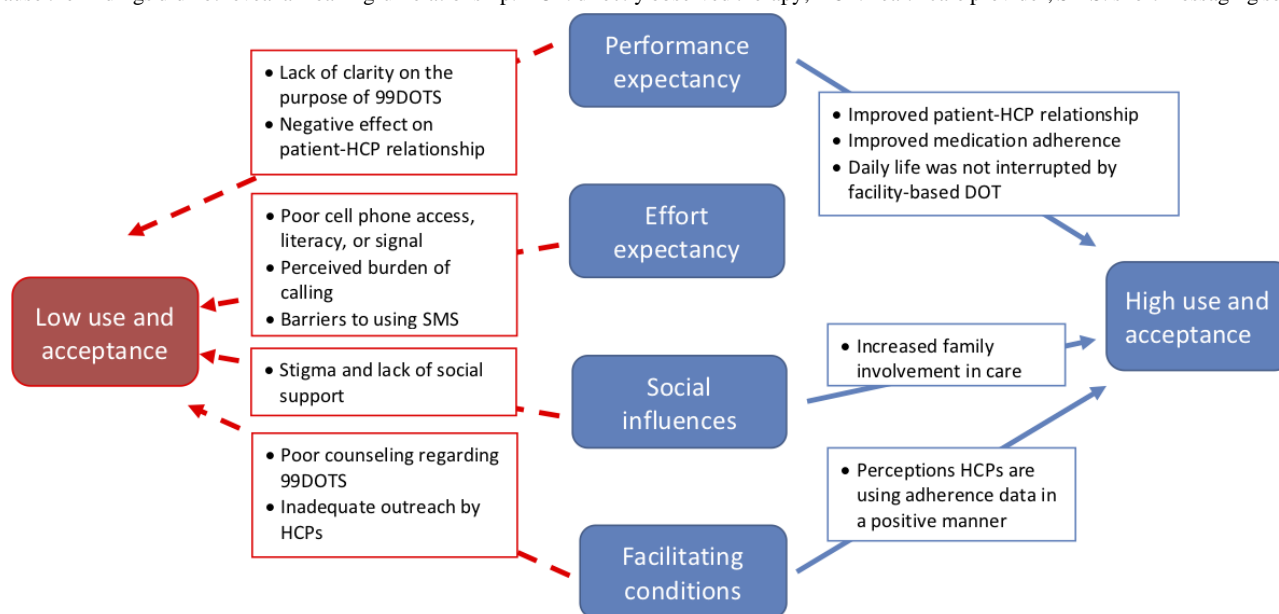 Performance
expectancy
• Lack of clarity on the
purpose of 99DOTS
• Negative effect on
patient-HCP relationship
• Improved patient-HCP relationship
• Improved medication adherence
• Daily life was not interrupted by
facility-based DOT
• Poor cell phone access,
literacy, or signal
• Perceived burden of
calling
• Barriers to using SMS
Effort
expectancy
Low use and
acceptance
High use and
acceptance
• Stigma and lack of social
support
Social
influences
• Increased family
involvement in care
• Poor counseling regarding
99DOTS
• Inadequate outreach by
HCPs
• Perceptions HCPs are
using adherence data in
a positive manner
Facilitating
conditions